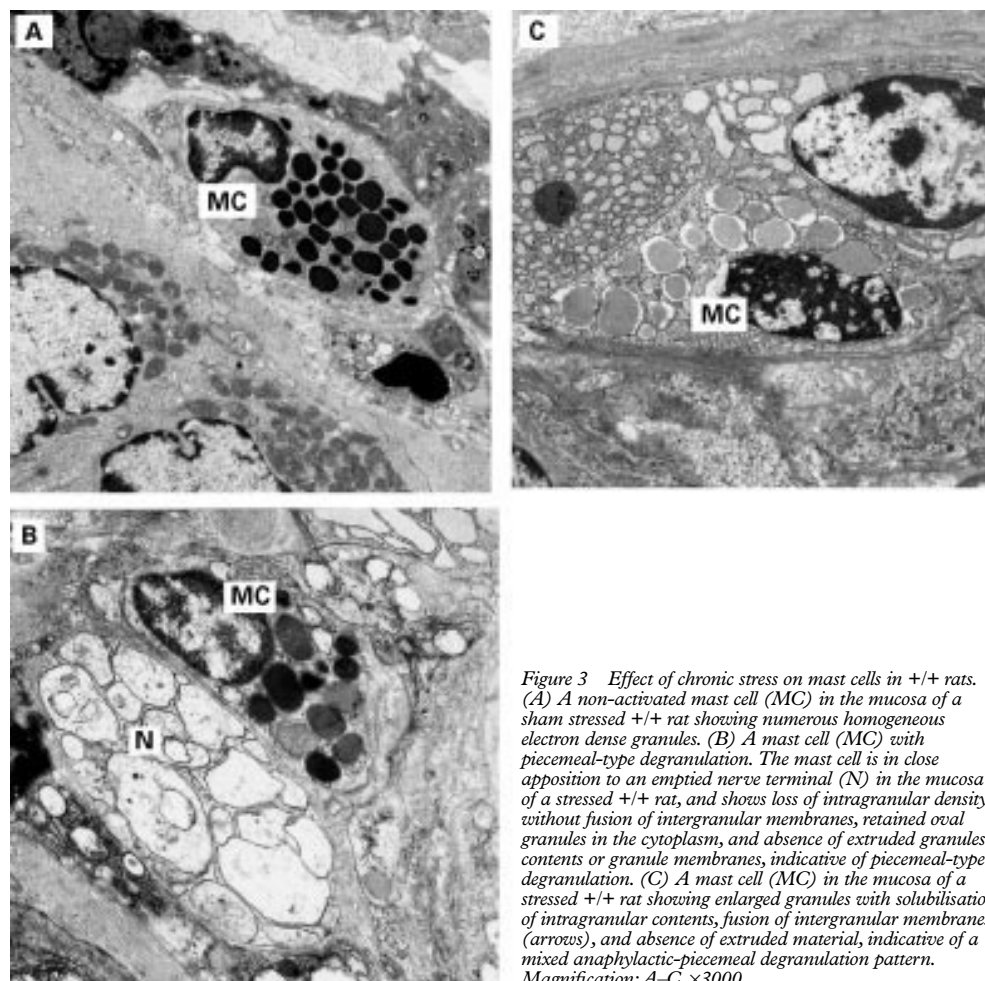 A
MC
C
MC
B
MC
N
Figure 3 Effect of chronic stress on mast cells in +/+ rats.
(A) A non-activated mast cell (MC) in the mucosa of a
sham stressed +/+ rat showing numerous homogeneous
electron dense granules. (B) A mast cell (MC) with
piecemeal-type degranulation. The mast cell is in close
apposition to an emptied nerve terminal (N) in the mucosa
of a stressed +/+ rat, and shows loss of intragranular density
without fusion of intergranular membranes, retained oval
granules in the cytoplasm, and absence of extruded granules
contents or granule membranes, indicative of piecemeal-type
degranulation. (C) A mast cell (MC) in the mucosa of a
stressed +/+ rat showing enlarged granules with solubilisatio
of intragranular contents, fusion of intergranular membrane
(arrows), and absence of extruded material, indicative of a
mixed anaphylactic-piecemeal degranulation pattern.
Magnification: A–C, ×3000